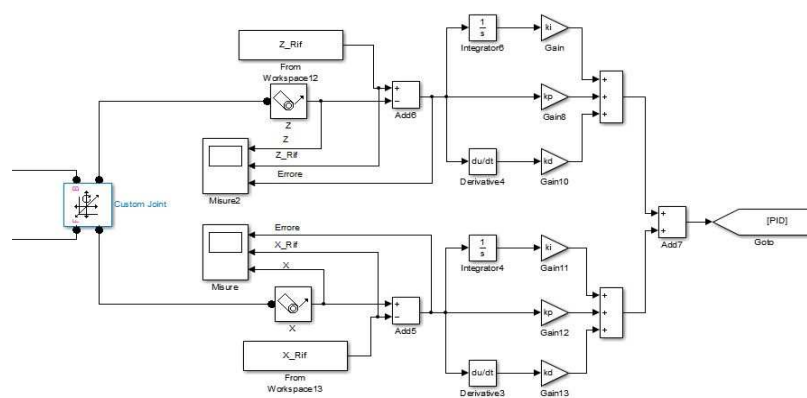 Z_Rif
From
Workspace12
Z
Z
Z_Rif
Errore
Misure2
+
−
Add6
1
s
Integrator6
ki
Gain
kp
Gain8
du/dt
Derivative4
kd
Gain10
+
+
+
B
F
Custom Joint
Errore
X_Rif
X
Misure
X
X_Rif
From
Workspace13
+
−
Add5
1
s
Integrator4
ki
Gain11
kp
Gain12
du/dt
Derivative3
kd
Gain13
+
+
+
+
+
Add7
[PID]
Goto